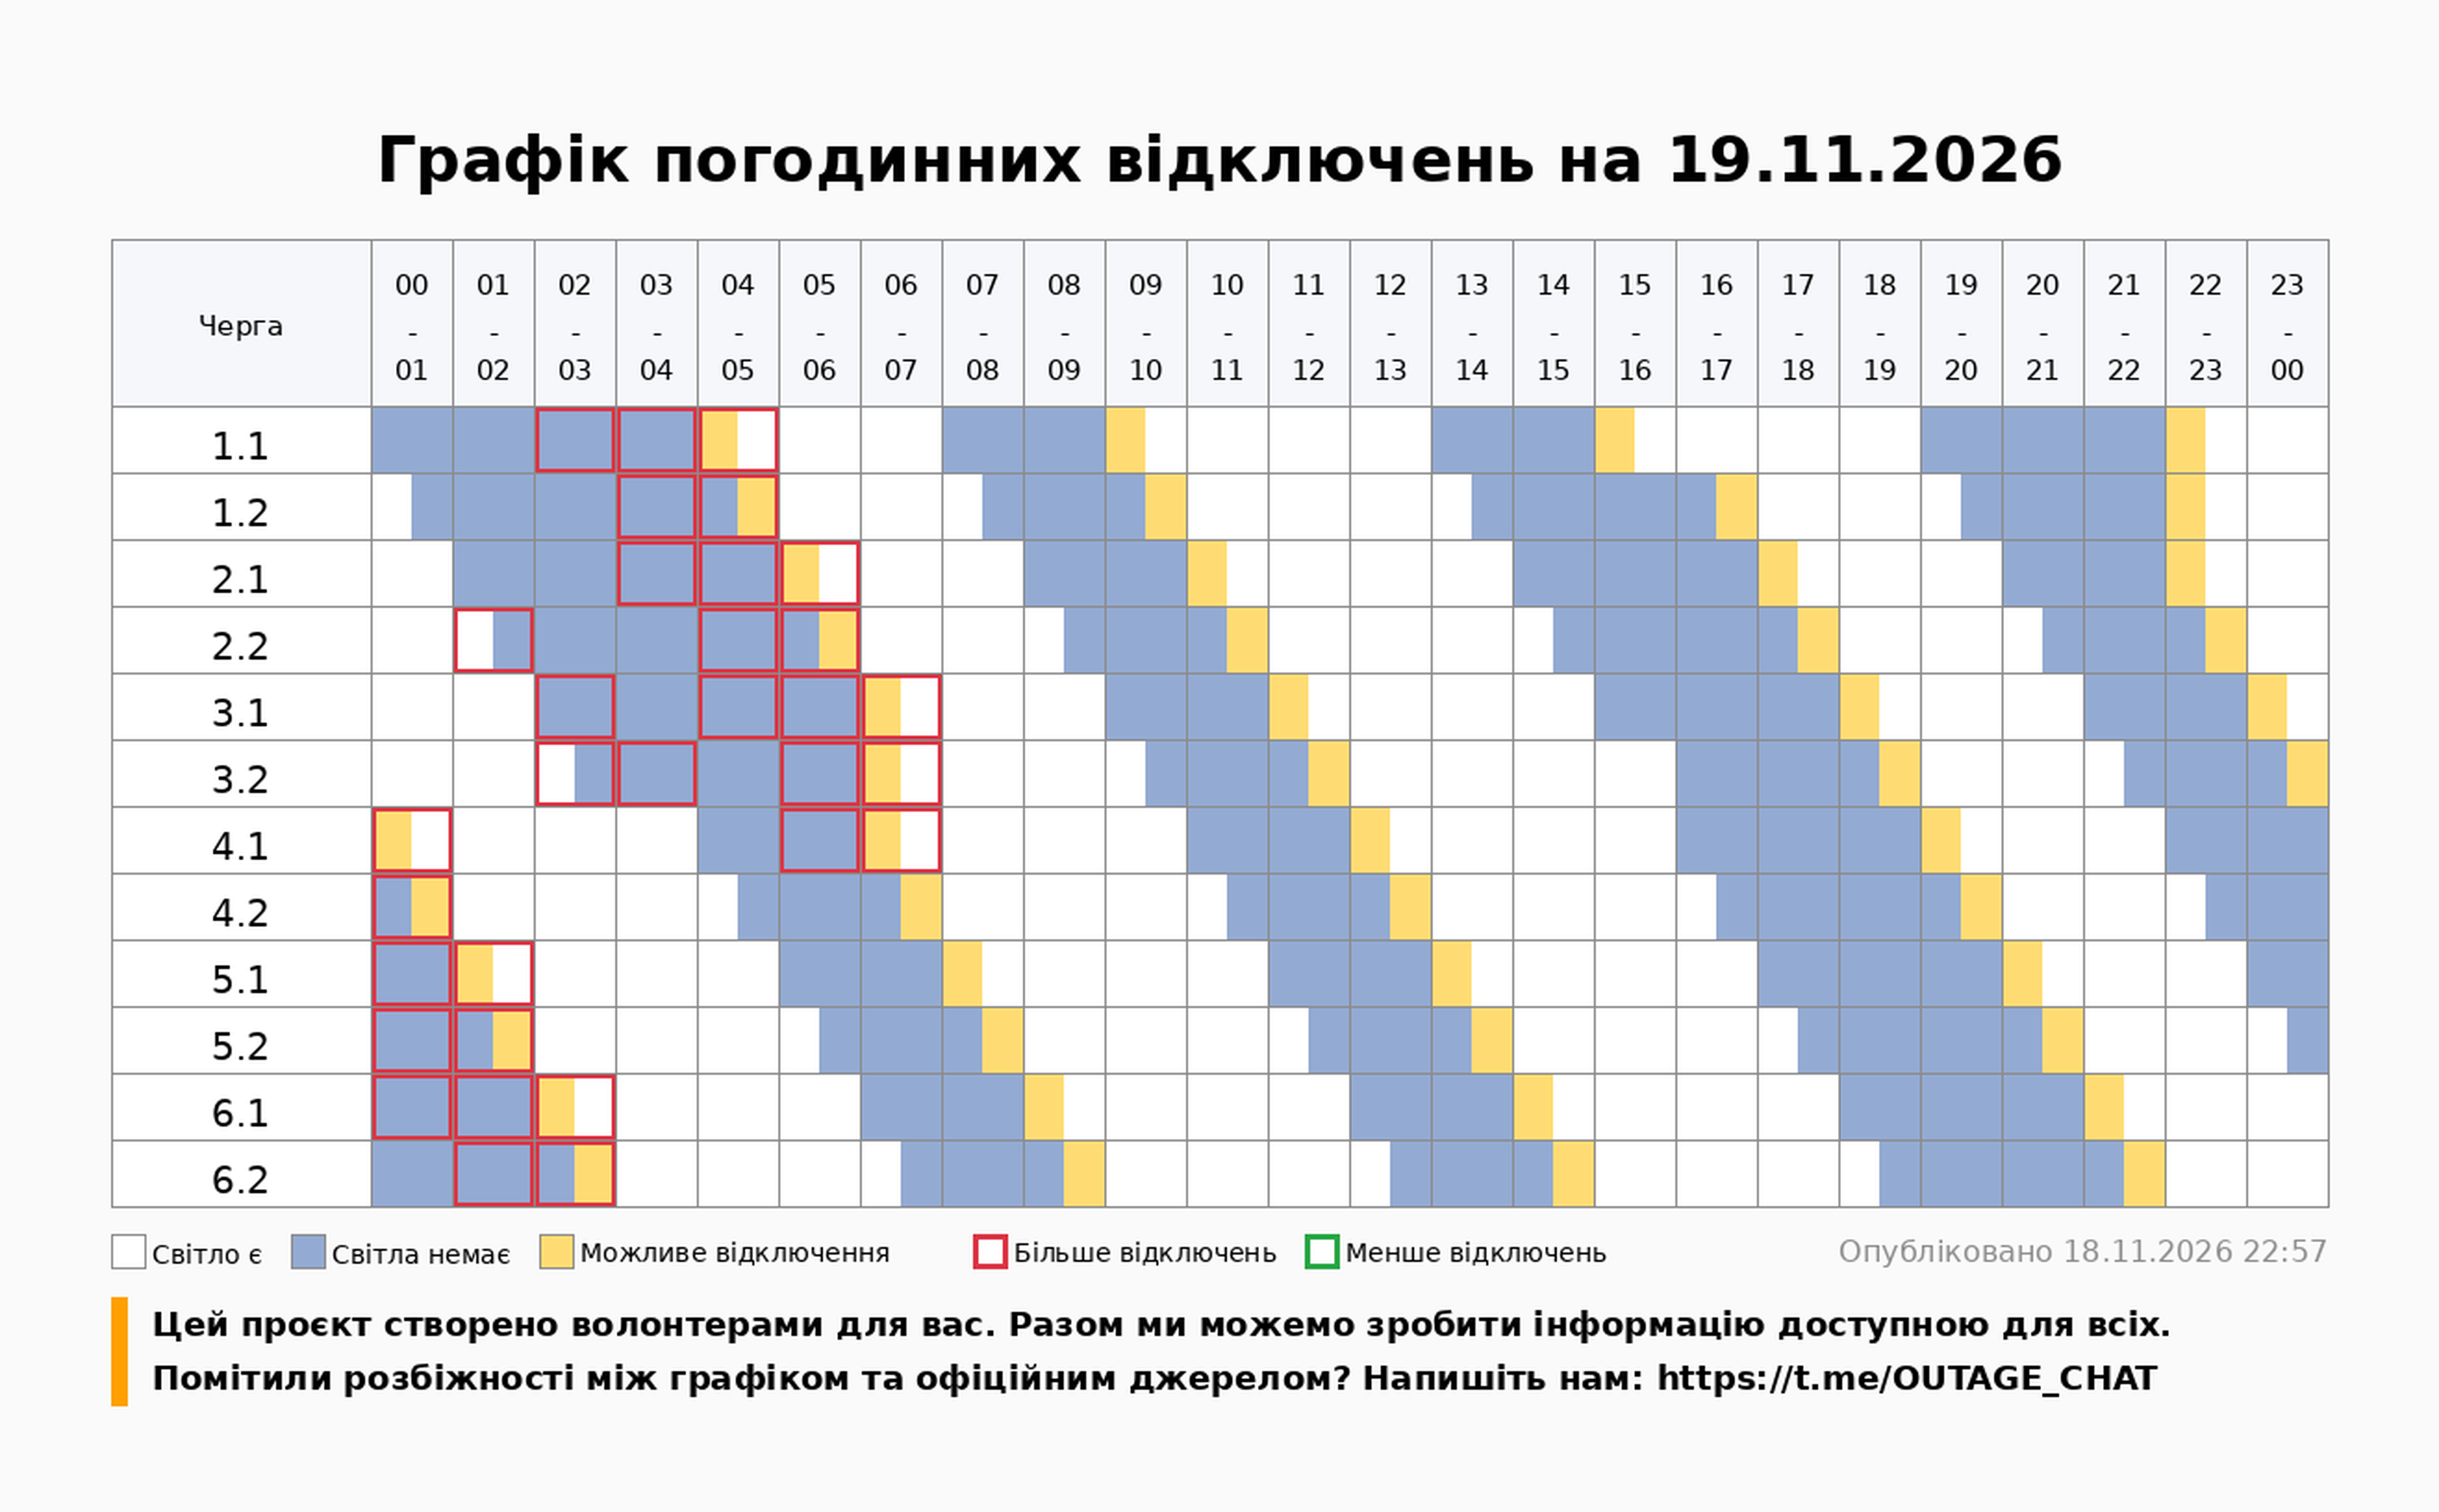 Графік погодинних відключень на 19.11.2026
Черга 00 - 01 01 - 02 02 - 03 03 - 04 04 - 05 05 - 06 06 - 07 07 - 08 08 - 09 09 - 10 10 - 11 11 - 12 12 - 13 13 - 14 14 - 15 15 - 16 16 - 17 17 - 18 18 - 19 19 - 20 20 - 21 21 - 22 22 - 23 23 - 00
1.1
1.2
2.1
2.2
3.1
3.2
4.1
4.2
5.1
5.2
6.1
6.2
Світло є Світла немає Можливе відключення Більше відключень Менше відключень Опубліковано 18.11.2026 22:57
Цей проєкт створено волонтерами для вас. Разом ми можемо зробити інформацію доступною для всіх.
Помітили розбіжності між графіком та офіційним джерелом? Напишіть нам: https://t.me/OUTAGE_CHAT